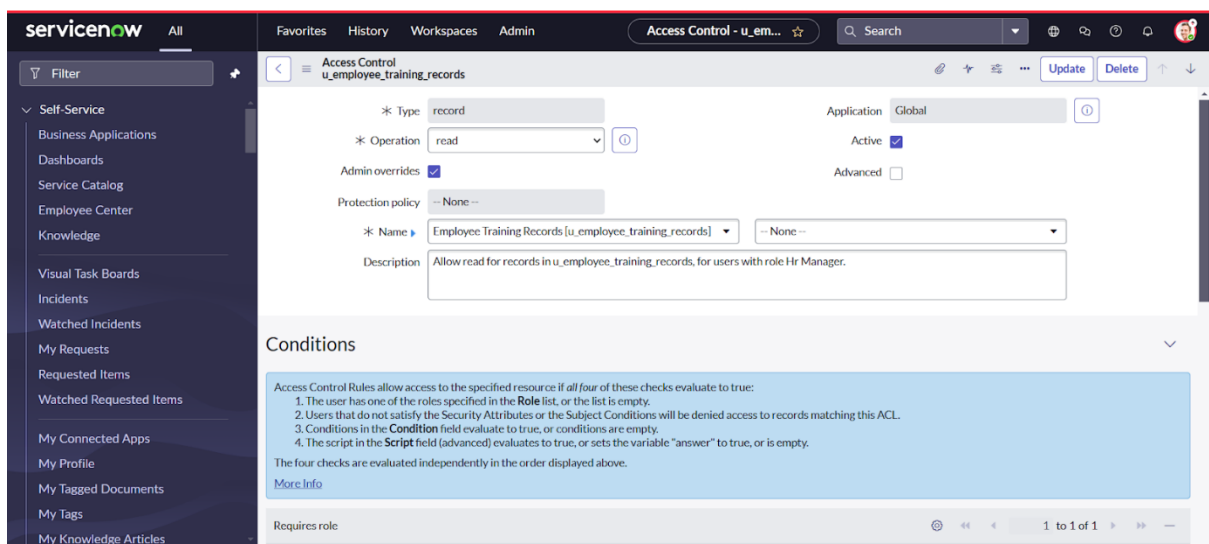 servicenow All Favorites History Workspaces Admin Access Control - u_em... Search
Filter
Self-Service
Business Applications
Dashboards
Service Catalog
Employee Center
Knowledge
Visual Task Boards
Incidents
Watched Incidents
My Requests
Requested Items
Watched Requested Items
My Connected Apps
My Profile
My Tagged Documents
My Tags
My Knowledge Articles
Access Control
u_employee_training_records
Update Delete
Type record
Application Global
Operation read
Active
Admin overrides
Advanced
Protection policy -- None --
Name Employee Training Records [u_employee_training_records] -- None --
Description Allow read for records in u_employee_training_records, for users with role Hr Manager.
Conditions
Access Control Rules allow access to the specified resource if all four of these checks evaluate to true:
1. The user has one of the roles specified in the Role list, or the list is empty.
2. Users that do not satisfy the Security Attributes or the Subject Conditions will be denied access to records matching this ACL.
3. Conditions in the Condition field evaluate to true, or conditions are empty.
4. The script in the Script field (advanced) evaluates to true, or sets the variable "answer" to true, or is empty.
The four checks are evaluated independently in the order displayed above.
More Info
Requires role 1 to 1 of 1